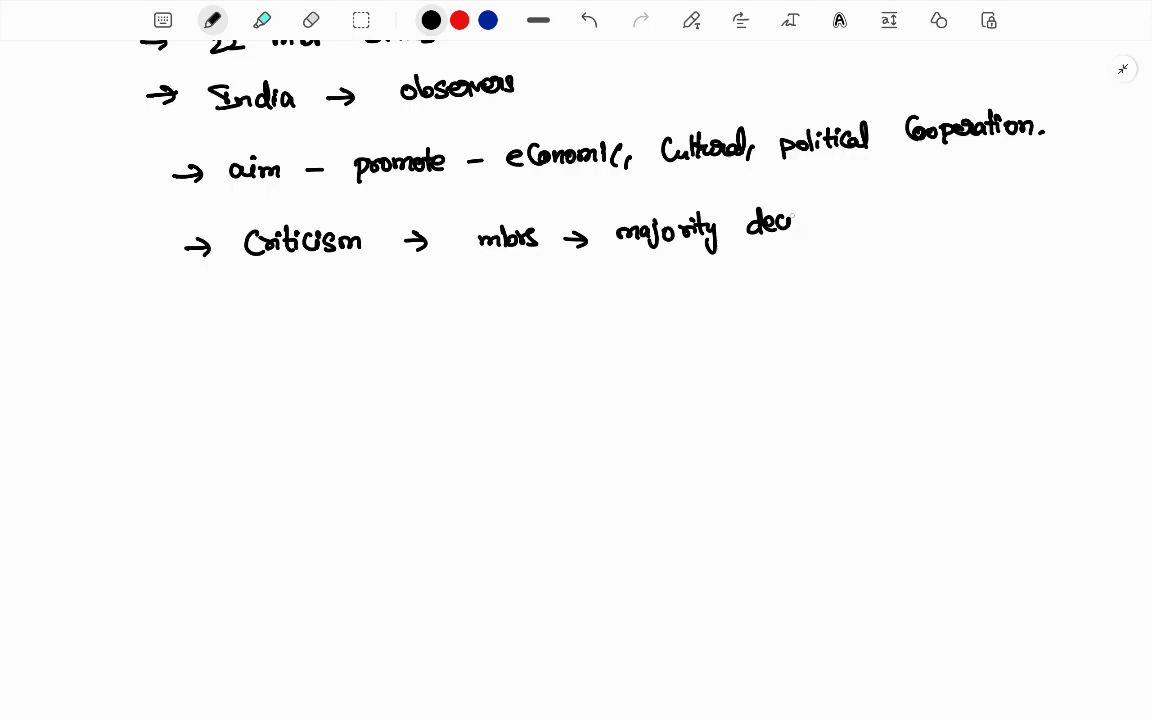 → India → observers
→ aim – promote – economic, Cultural, political Cooperation.
→ Criticism → mbrs → majority dec